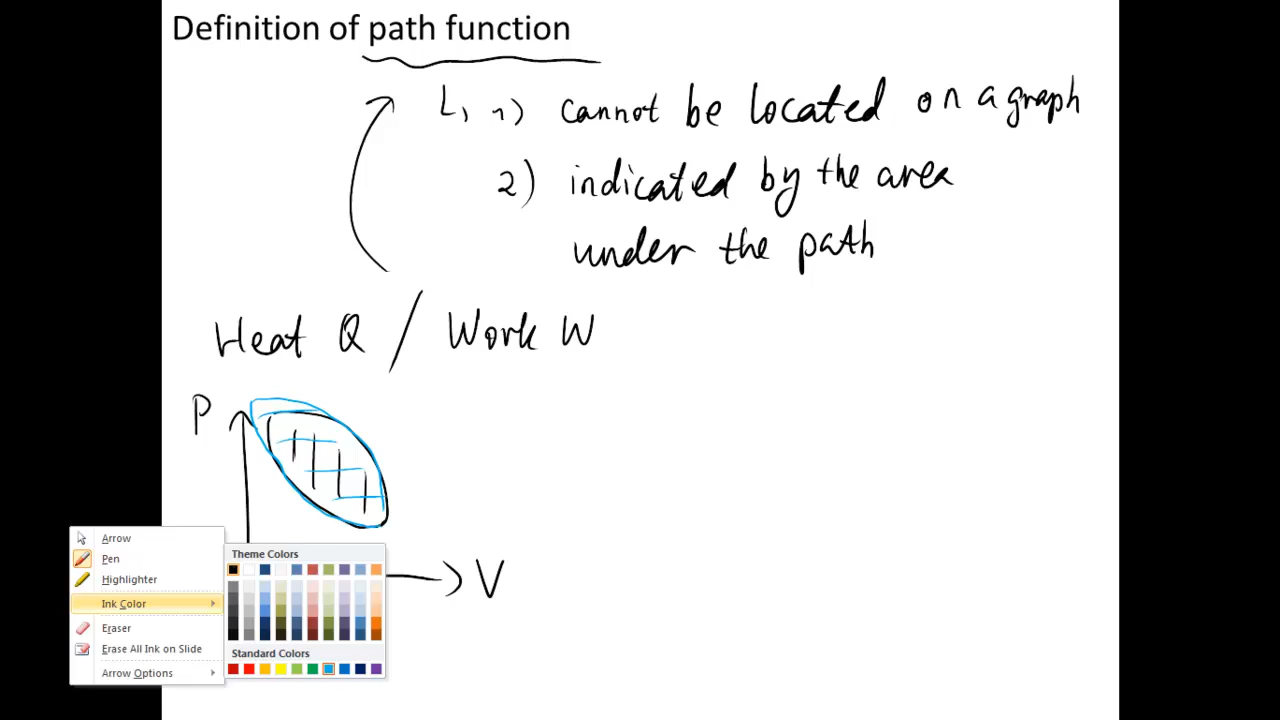 Definition of path function
1) cannot be located on a graph
2) indicated by the area
under the path
Heat Q / Work W
P
V
Arrow
Pen
Highlighter
Ink Color
Eraser
Erase All Ink on Slide
Arrow Options
Theme Colors
Standard Colors